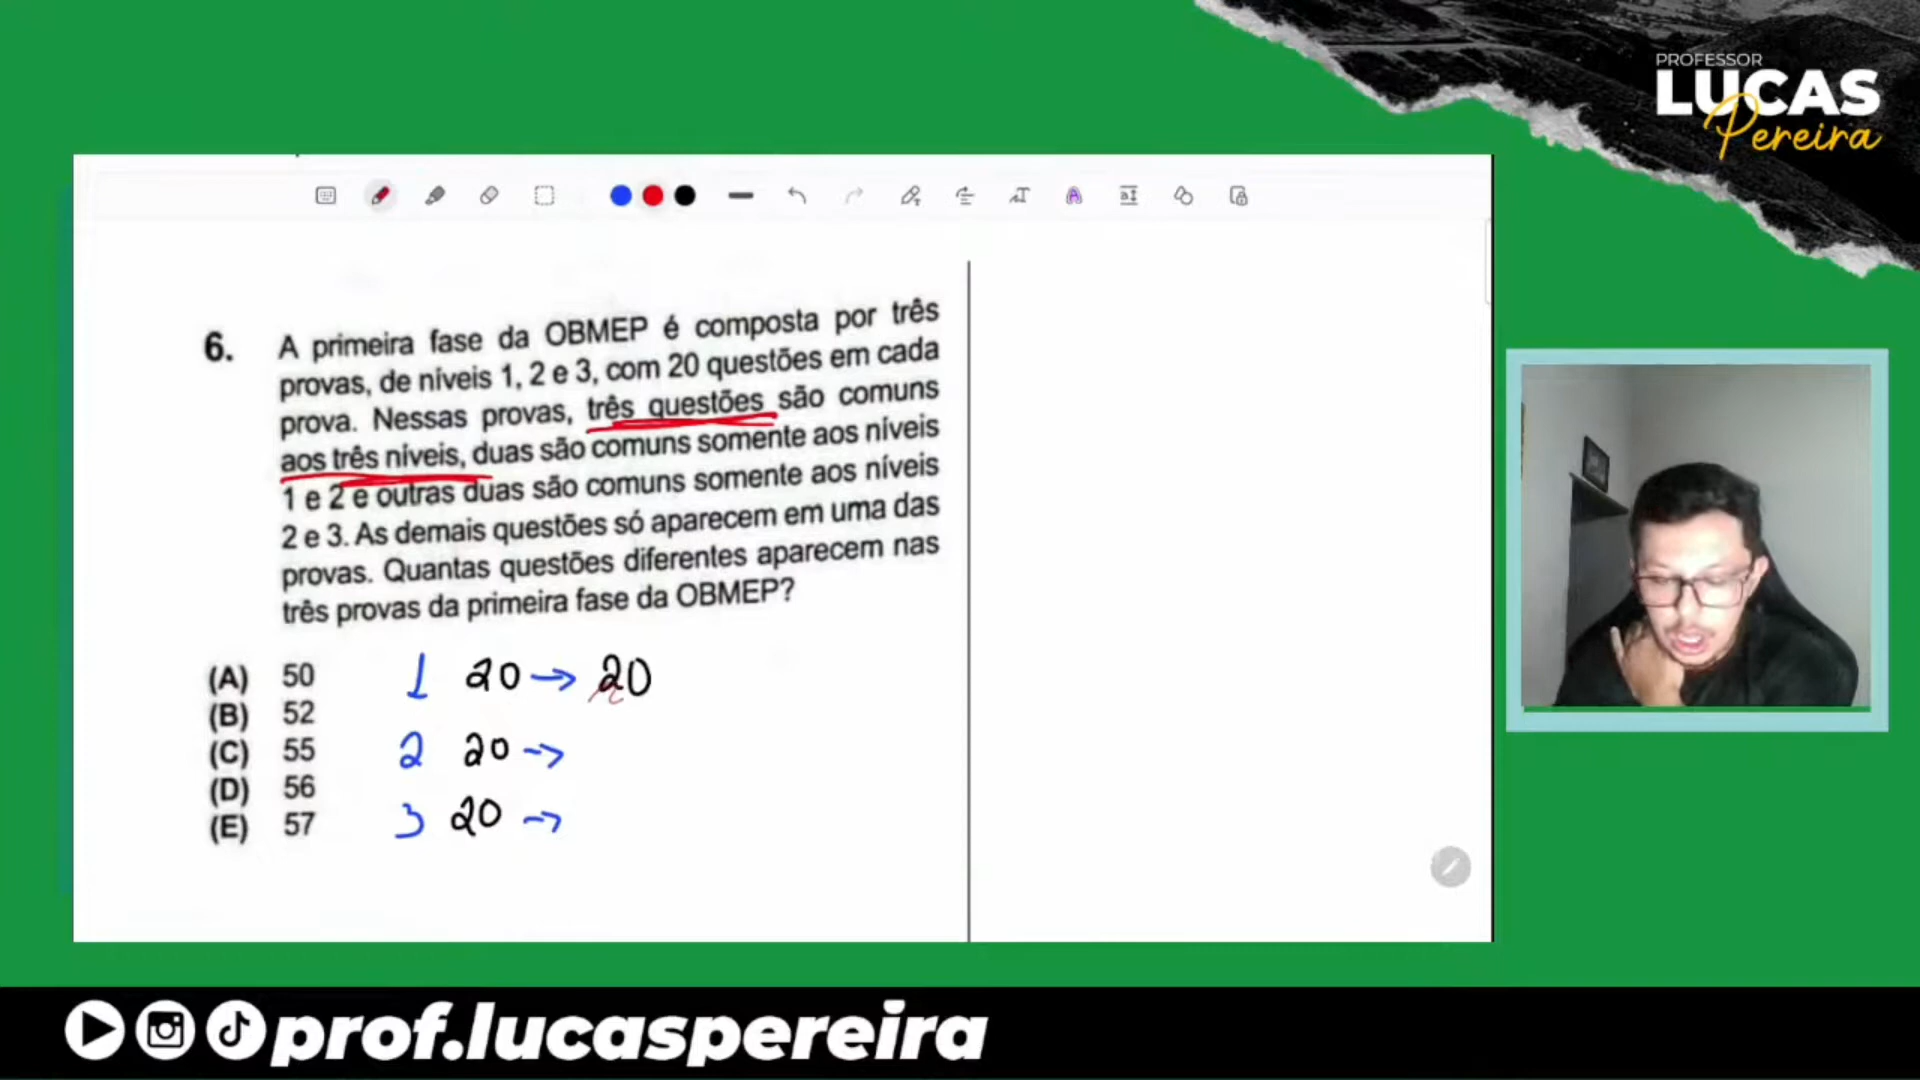 PROFESSOR
LUCAS
Pereira
6. A primeira fase da OBMEP é composta por três
provas, de níveis 1, 2 e 3, com 20 questões em cada
prova. Nessas provas, três questões são comuns
aos três níveis, duas são comuns somente aos níveis
1 e 2 e outras duas são comuns somente aos níveis
2 e 3. As demais questões só aparecem em uma das
provas. Quantas questões diferentes aparecem nas
três provas da primeira fase da OBMEP?
(A) 50
(B) 52
(C) 55
(D) 56
(E) 57
1 20 → 20
2 20 →
3 20 →
prof.lucaspereira